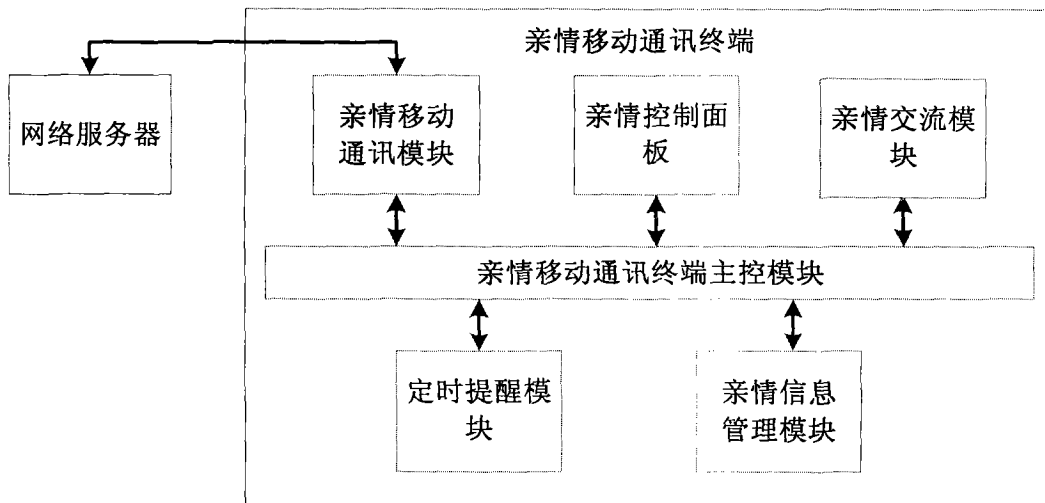 亲情移动通讯终端
网络服务器
亲情移动
通讯模块
亲情控制面
板
亲情交流模
块
亲情移动通讯终端主控模块
定时提醒模
块
亲情信息
管理模块